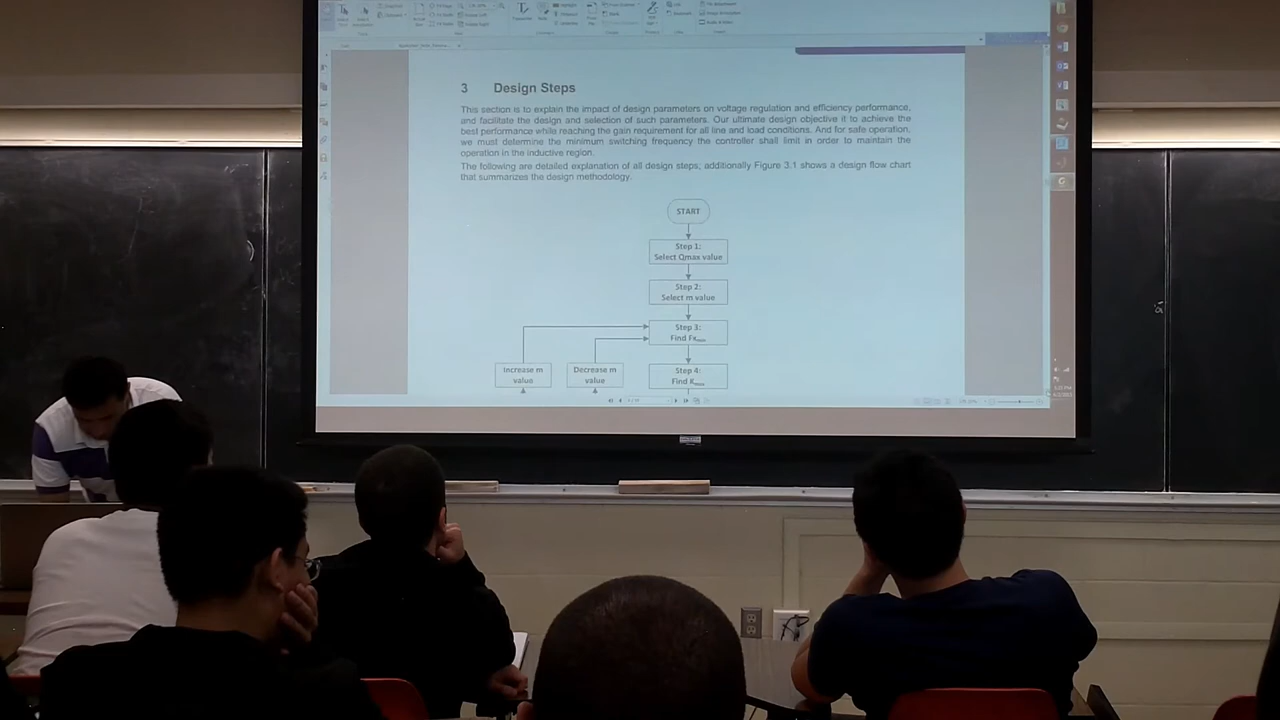 3 Design Steps
This section is to explain the impact of design parameters on voltage regulation and efficiency performance,
and facilitate the design and selection of such parameters. Our ultimate design objective it to achieve the
best performance while reaching the gain requirement for all line and load conditions. And for safe operation,
we must determine the minimum switching frequency the controller shall limit in order to maintain the
operation in the inductive region.
The following are detailed explanation of all design steps; additionally Figure 3.1 shows a design flow chart
that summarizes the design methodology.
START
Step 1:
Select Qmax value
Step 2:
Select m value
Step 3:
Find Fxmin
Increase m
value
Decrease m
value
Step 4:
Find Kmax